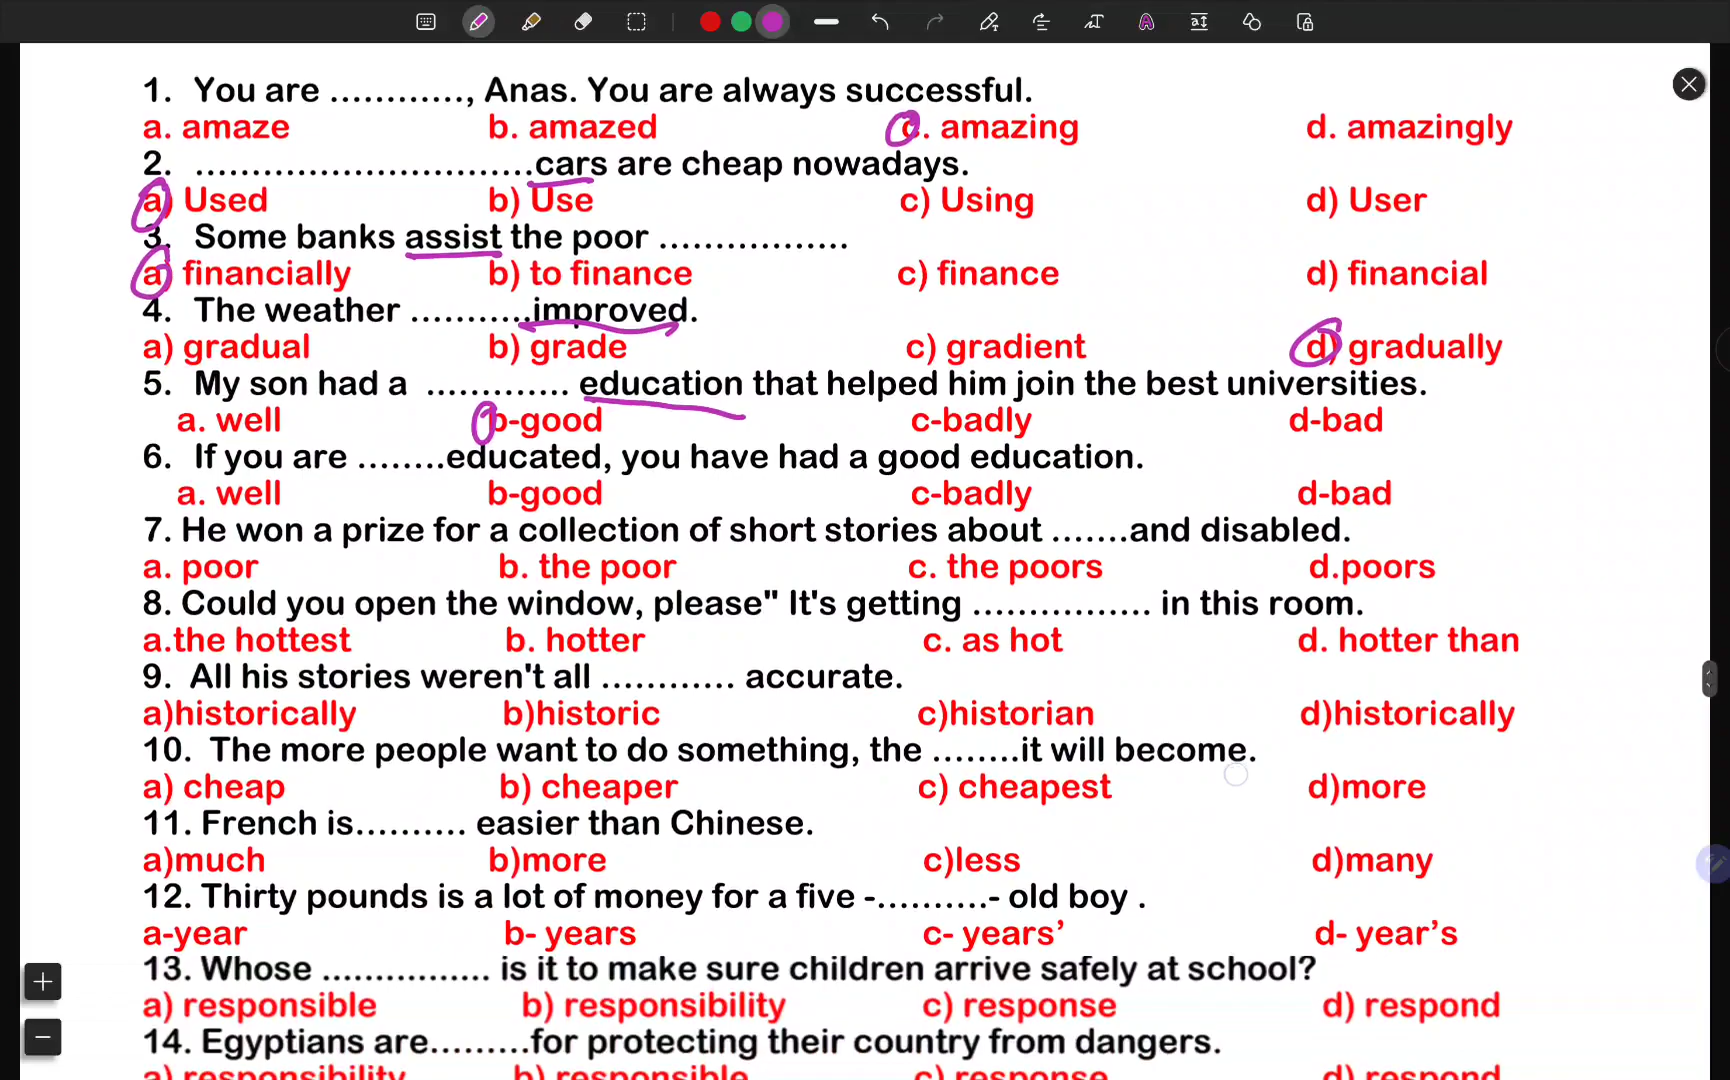 1. You are ............, Anas. You are always successful.
a. amaze b. amazed c. amazing d. amazingly
2. ..............................cars are cheap nowadays.
a) Used b) Use c) Using d) User
3. Some banks assist the poor .................
a) financially b) to finance c) finance d) financial
4. The weather ...........improved.
a) gradual b) grade c) gradient d) gradually
5. My son had a ............. education that helped him join the best universities.
a. well b-good c-badly d-bad
6. If you are ........educated, you have had a good education.
a. well b-good c-badly d-bad
7. He won a prize for a collection of short stories about .......and disabled.
a. poor b. the poor c. the poors d.poors
8. Could you open the window, please" It's getting ................ in this room.
a.the hottest b. hotter c. as hot d. hotter than
9. All his stories weren't all ............ accurate.
a)historically b)historic c)historian d)historically
10. The more people want to do something, the ........it will become.
a) cheap b) cheaper c) cheapest d)more
11. French is.......... easier than Chinese.
a)much b)more c)less d)many
12. Thirty pounds is a lot of money for a five -..........- old boy .
a-year b- years c- years’ d- year’s
13. Whose ............... is it to make sure children arrive safely at school?
a) responsible b) responsibility c) response d) respond
14. Egyptians are.........for protecting their country from dangers.
a) responsibility b) responsible c) response d) respond